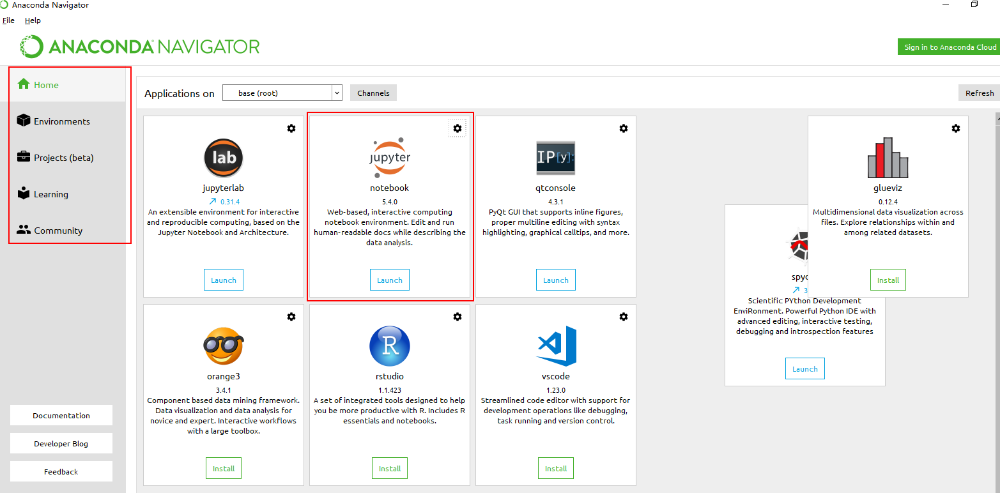 Anaconda Navigator
File Help
ANACONDA NAVIGATOR
Sign in to Anaconda Cloud
Home
Environments
Projects (beta)
Learning
Community
Documentation
Developer Blog
Feedback
Applications on base (root) Channels Refresh
lab
jupyterlab
0.31.4
An extensible environment for interactive
and reproducible computing, based on the
Jupyter Notebook and Architecture.
Launch
jupyter
notebook
5.4.0
Web-based, interactive computing
notebook environment. Edit and run
human-readable docs while describing the
data analysis.
Launch
IP[y]:
qtconsole
4.3.1
PyQt GUI that supports inline figures,
proper multiline editing with syntax
highlighting, graphical calltips, and more.
Launch
spyd
3
Scientific PYthon Development
EnviRonment. Powerful Python IDE with
advanced editing, interactive testing,
debugging and introspection features
Launch
glueviz
0.12.4
Multidimensional data visualization across
files. Explore relationships within and
among related datasets.
Install
orange3
3.4.1
Component based data mining framework.
Data visualization and data analysis for
novice and expert. Interactive workflows
with a large toolbox.
Install
R
rstudio
1.1.423
A set of integrated tools designed to help
you be more productive with R. Includes R
essentials and notebooks.
Install
vscode
1.23.0
Streamlined code editor with support for
development operations like debugging,
task running and version control.
Install